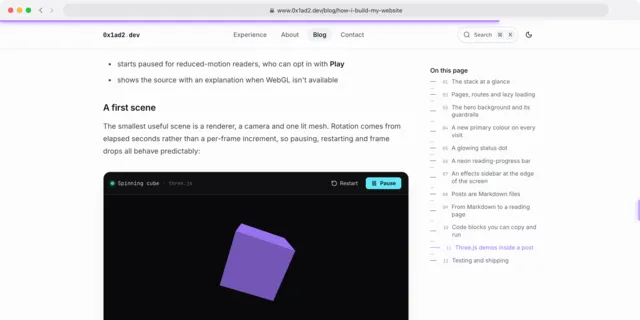 www.0x1ad2.dev/blog/how-i-build-my-website
0x1ad2.dev
Experience
About
Blog
Contact
Search
⌘ K
starts paused for reduced-motion readers, who can opt in with Play
shows the source with an explanation when WebGL isn't available
A first scene
The smallest useful scene is a renderer, a camera and one lit mesh. Rotation comes from
elapsed seconds rather than a per-frame increment, so pausing, restarting and frame
drops all behave predictably:
Spinning cube · three.js
Restart
Pause
On this page
01 The stack at a glance
02 Pages, routes and lazy loading
03 The hero background and its
guardrails
04 A new primary colour on every
visit
05 A glowing status dot
06 A neon reading-progress bar
07 An effects sidebar at the edge
of the screen
08 Posts are Markdown files
09 From Markdown to a reading
page
10 Code blocks you can copy and
run
11 Three.js demos inside a post
12 Testing and shipping